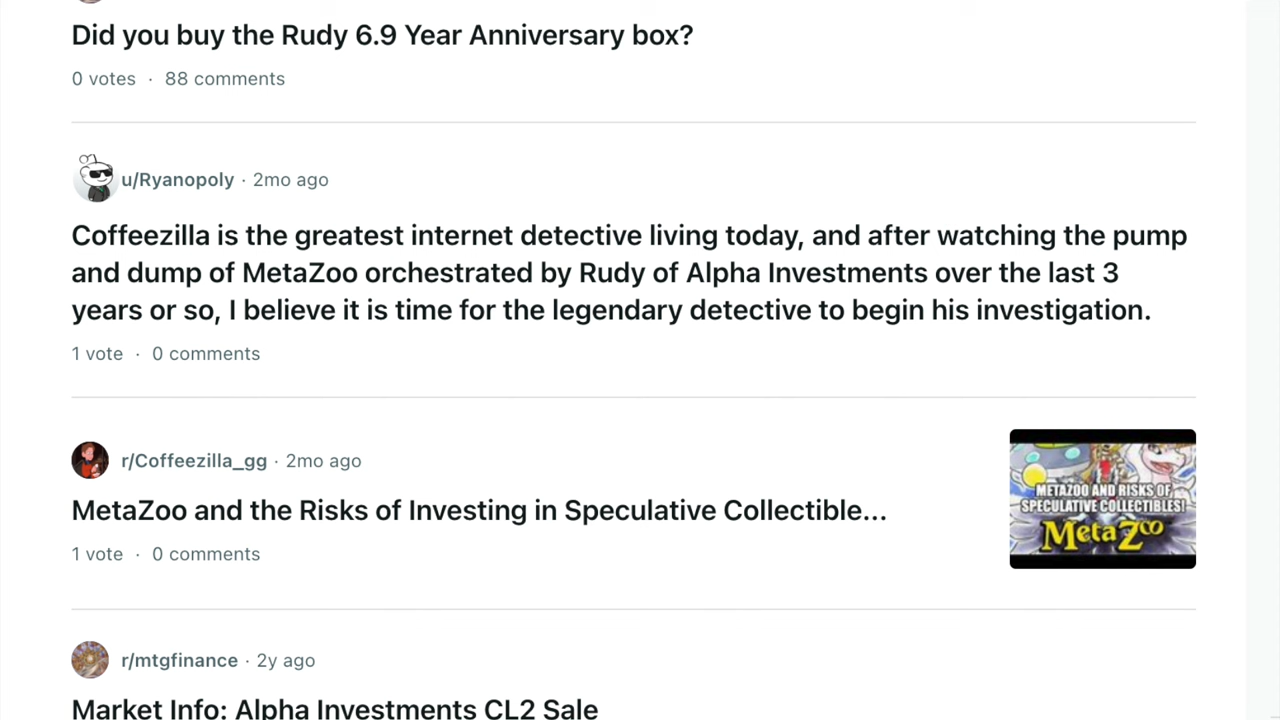 Did you buy the Rudy 6.9 Year Anniversary box?
0 votes · 88 comments
u/Ryanopoly · 2mo ago
Coffeezilla is the greatest internet detective living today, and after watching the pump
and dump of MetaZoo orchestrated by Rudy of Alpha Investments over the last 3
years or so, I believe it is time for the legendary detective to begin his investigation.
1 vote · 0 comments
r/Coffeezilla_gg · 2mo ago
MetaZoo and the Risks of Investing in Speculative Collectible...
1 vote · 0 comments
METAZOO AND RISKS OF
SPECULATIVE COLLECTIBLES!
MetaZoo
r/mtgfinance · 2y ago
Market Info: Alpha Investments CL2 Sale